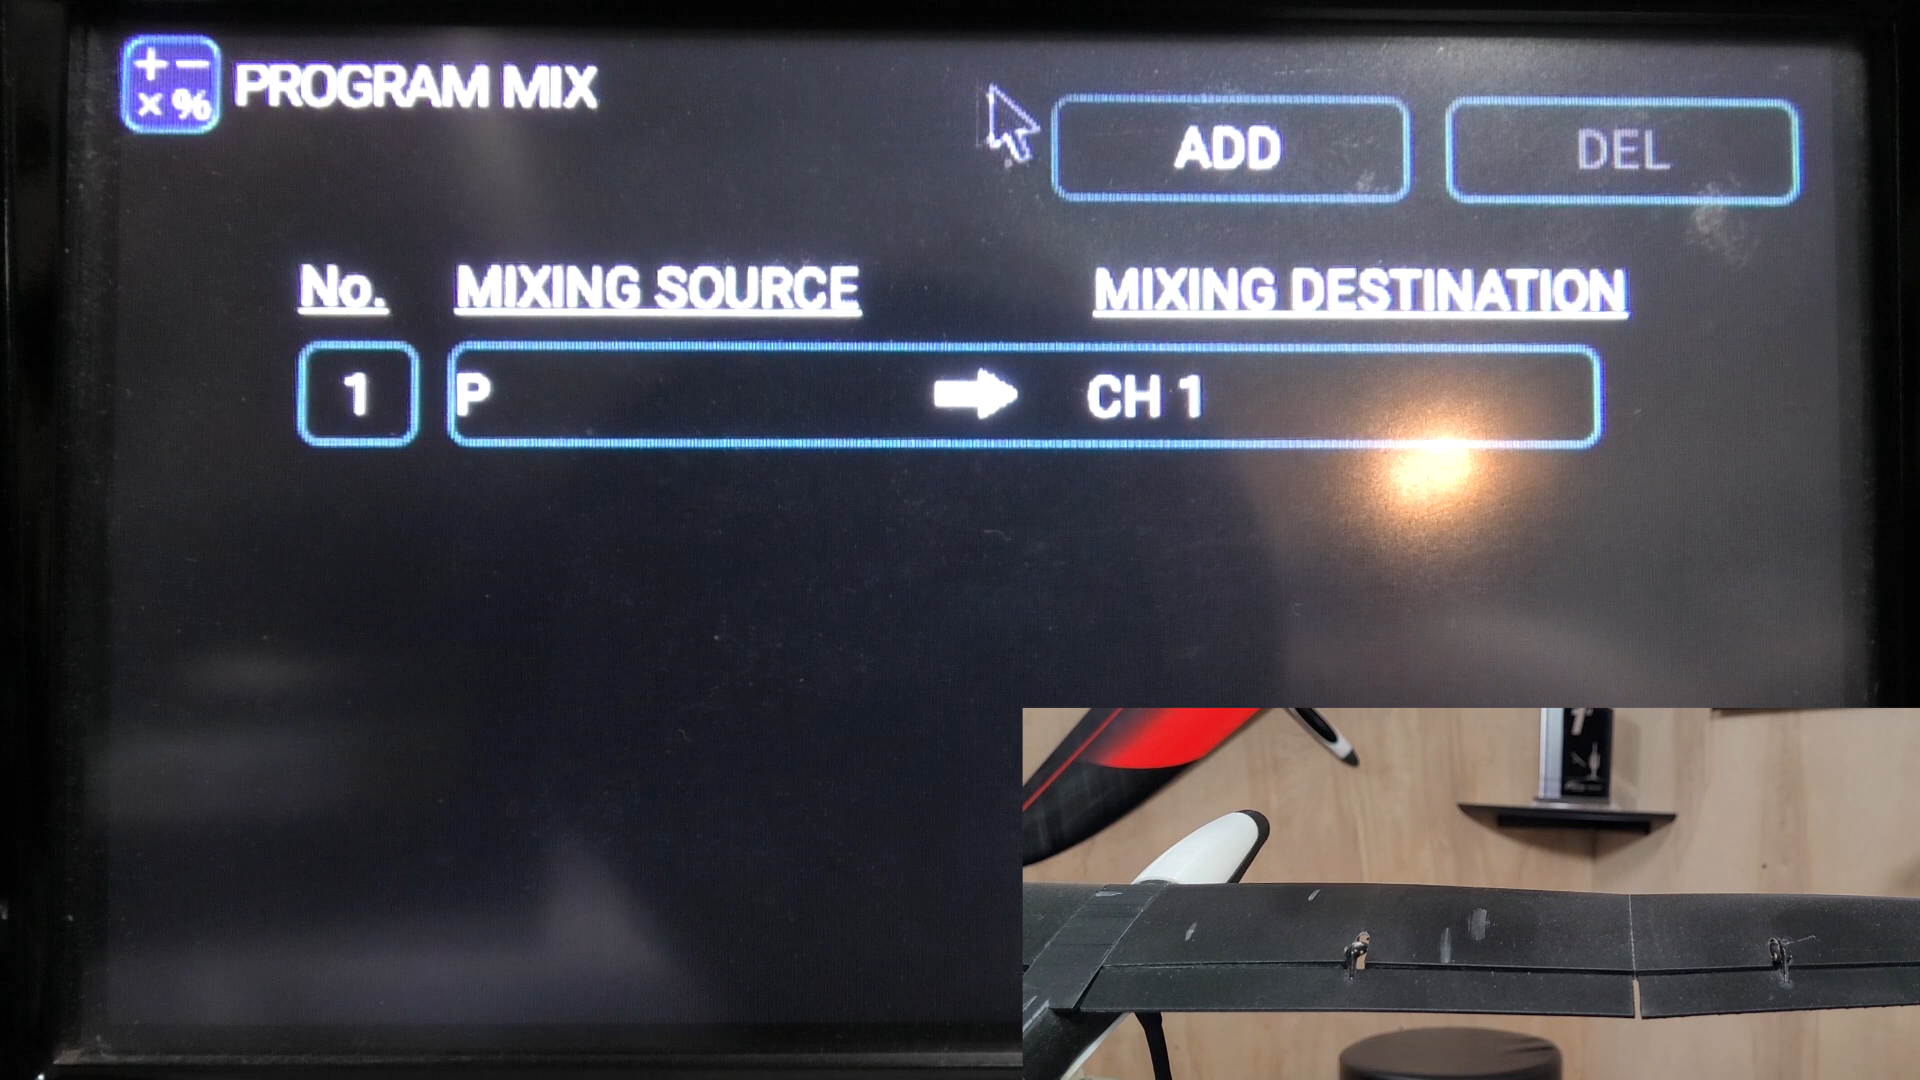 + −
× %
PROGRAM MIX
ADD
DEL
No.
MIXING SOURCE
MIXING DESTINATION
1
P
CH 1